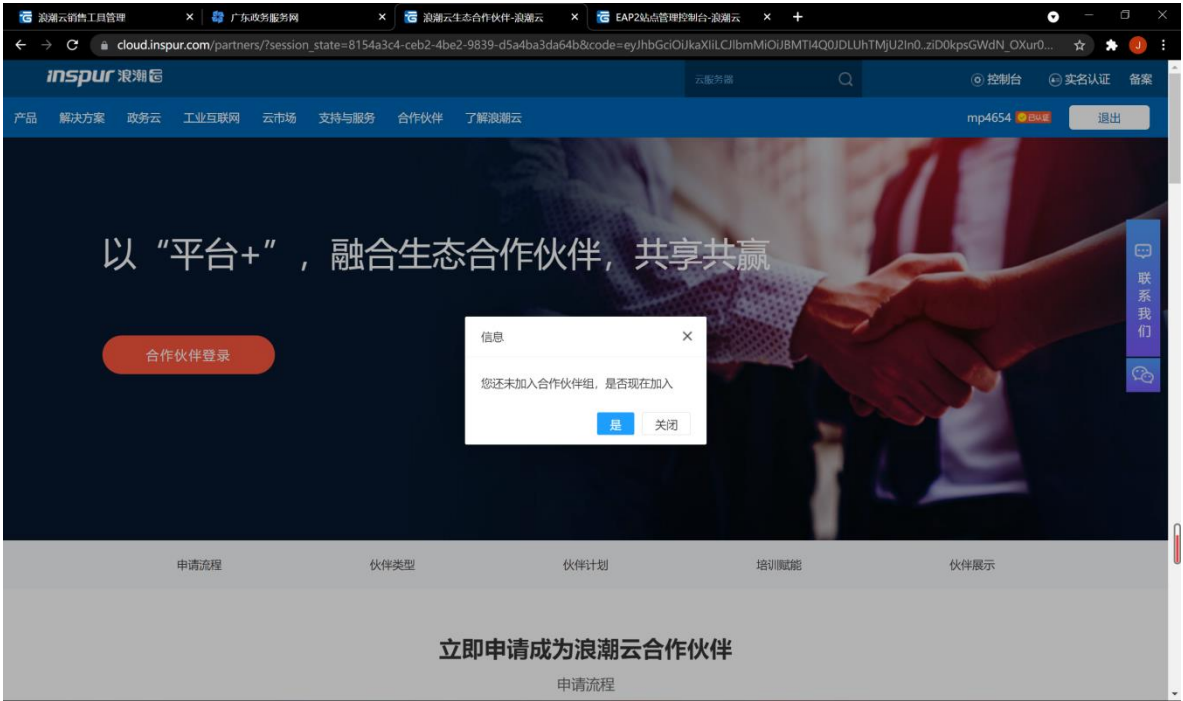 浪潮云销售工具管理
广东政务服务网
浪潮云生态合作伙伴-浪潮云
EAP2站点管理控制台-浪潮云
cloud.inspur.com/partners/?session_state=8154a3c4-ceb2-4be2-9839-d5a4ba3da64b&code=eyJhbGciOiJkaXIiLCJlbmMiOiJBMTI4Q0JDLUhTMjU2In0..ziD0kpsGWdN_OXur0...
J
inspur 浪潮
云服务器
控制台
实名认证
备案
产品
解决方案
政务云
工业互联网
云市场
支持与服务
合作伙伴
了解浪潮云
mp4654
已认证
退出
以“平台+”,融合生态合作伙伴,共享共赢
合作伙伴登录
信息
您还未加入合作伙伴组,是否现在加入
是
关闭
联系我们
申请流程
伙伴类型
伙伴计划
培训赋能
伙伴展示
立即申请成为浪潮云合作伙伴
申请流程